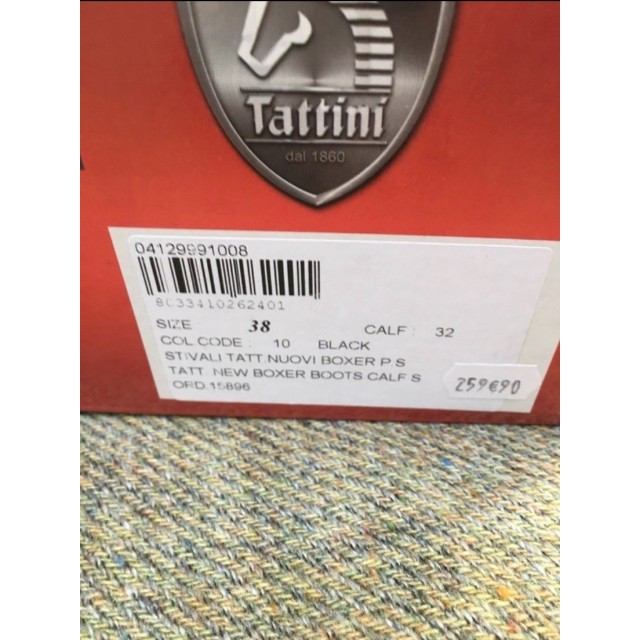 Tattini
dal 1860
04129991008
8033410262401
SIZE 38 CALF : 32
COL CODE : 10 BLACK
STIVALI TATT NUOVI BOXER P.S
TATT. NEW BOXER BOOTS CALF S
ORD.15896
259€90